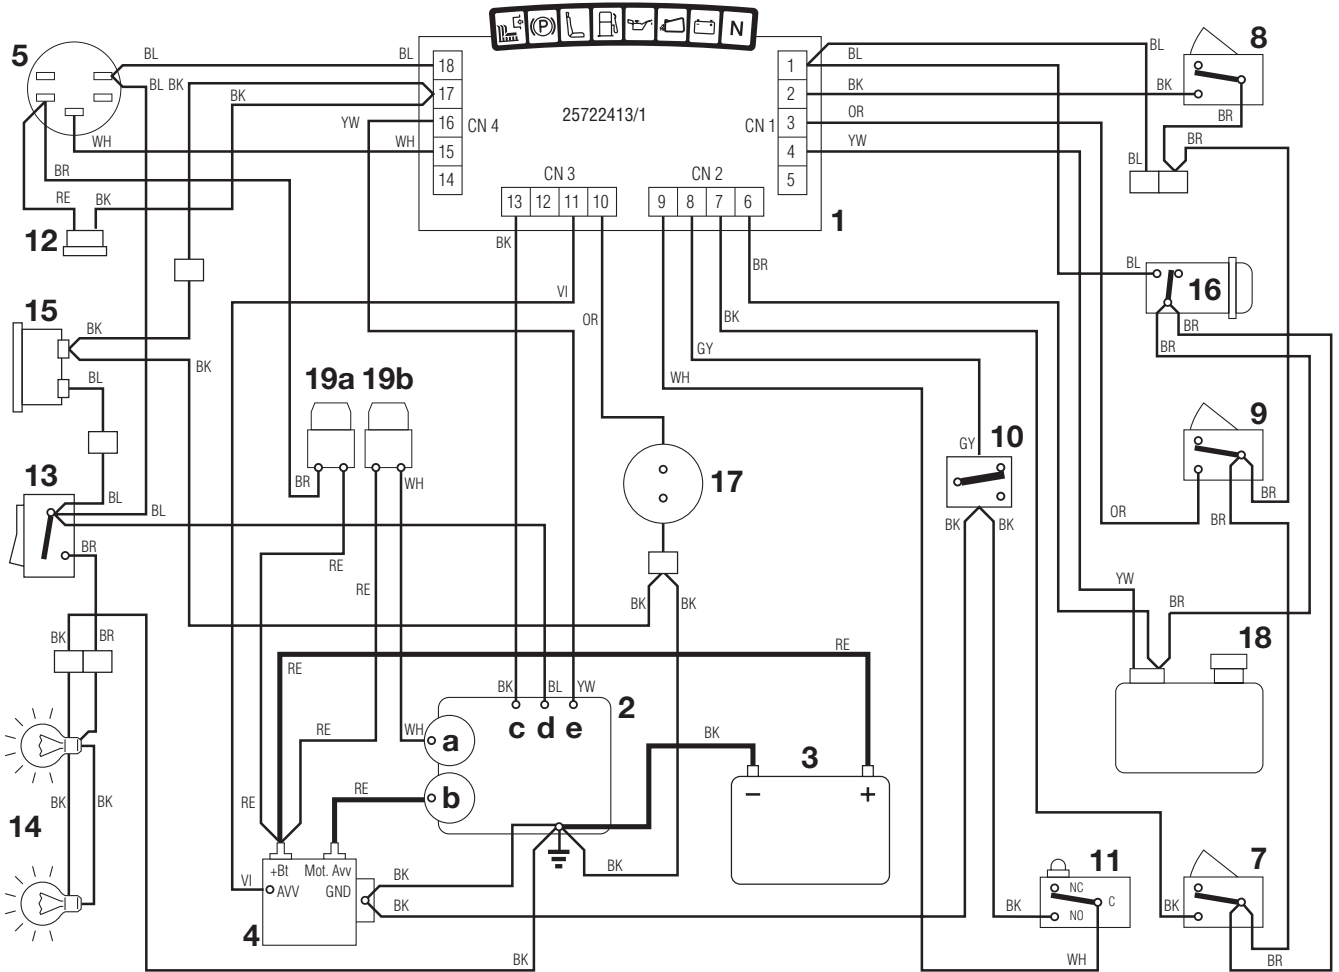 P N
5 BL BL BL 8
BL BK BK
18 17 16 15 14 CN 4
25722413/1
1 2 3 4 5 CN 1
BL BK BK OR YW
YW WH WH
BR BR
RE BK BR BL
12
CN 3 CN 2
13 12 11 10 9 8 7 6
1
BK BR
BL 16
VI BR BR
15 BK BK BL
OR BK GY WH
19a 19b
9
GY 10
17
13 BR WH
BL BL BR
BK BK OR BR
BR
RE RE
YW BR
BK BK
BK BR
18
RE RE
BK BL YW 2
c d e
RE WH a
BK 3
RE b
− +
BK BK
14
RE
+Bt Mot. Avv
VI AVV GND
BK BK BK
4
11 7
NC C NO
BK BK
BK WH BR